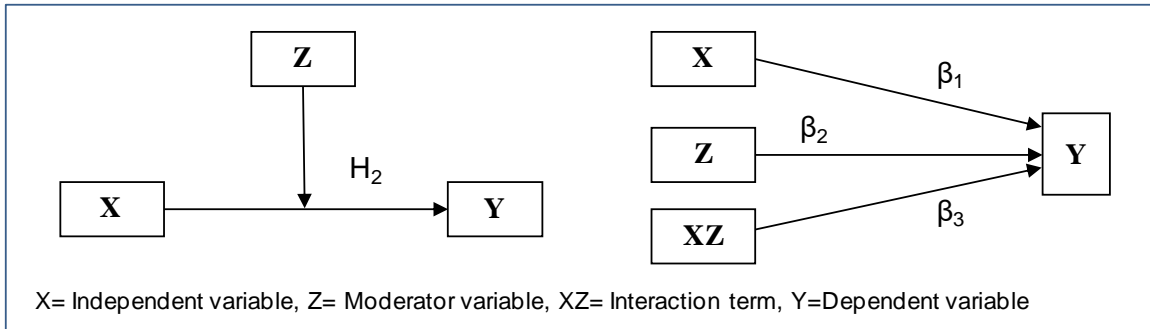 Z
H₂
X
Y
X
β₁
β₂
Z
Y
XZ
β₃
X= Independent variable, Z= Moderator variable, XZ= Interaction term, Y=Dependent variable